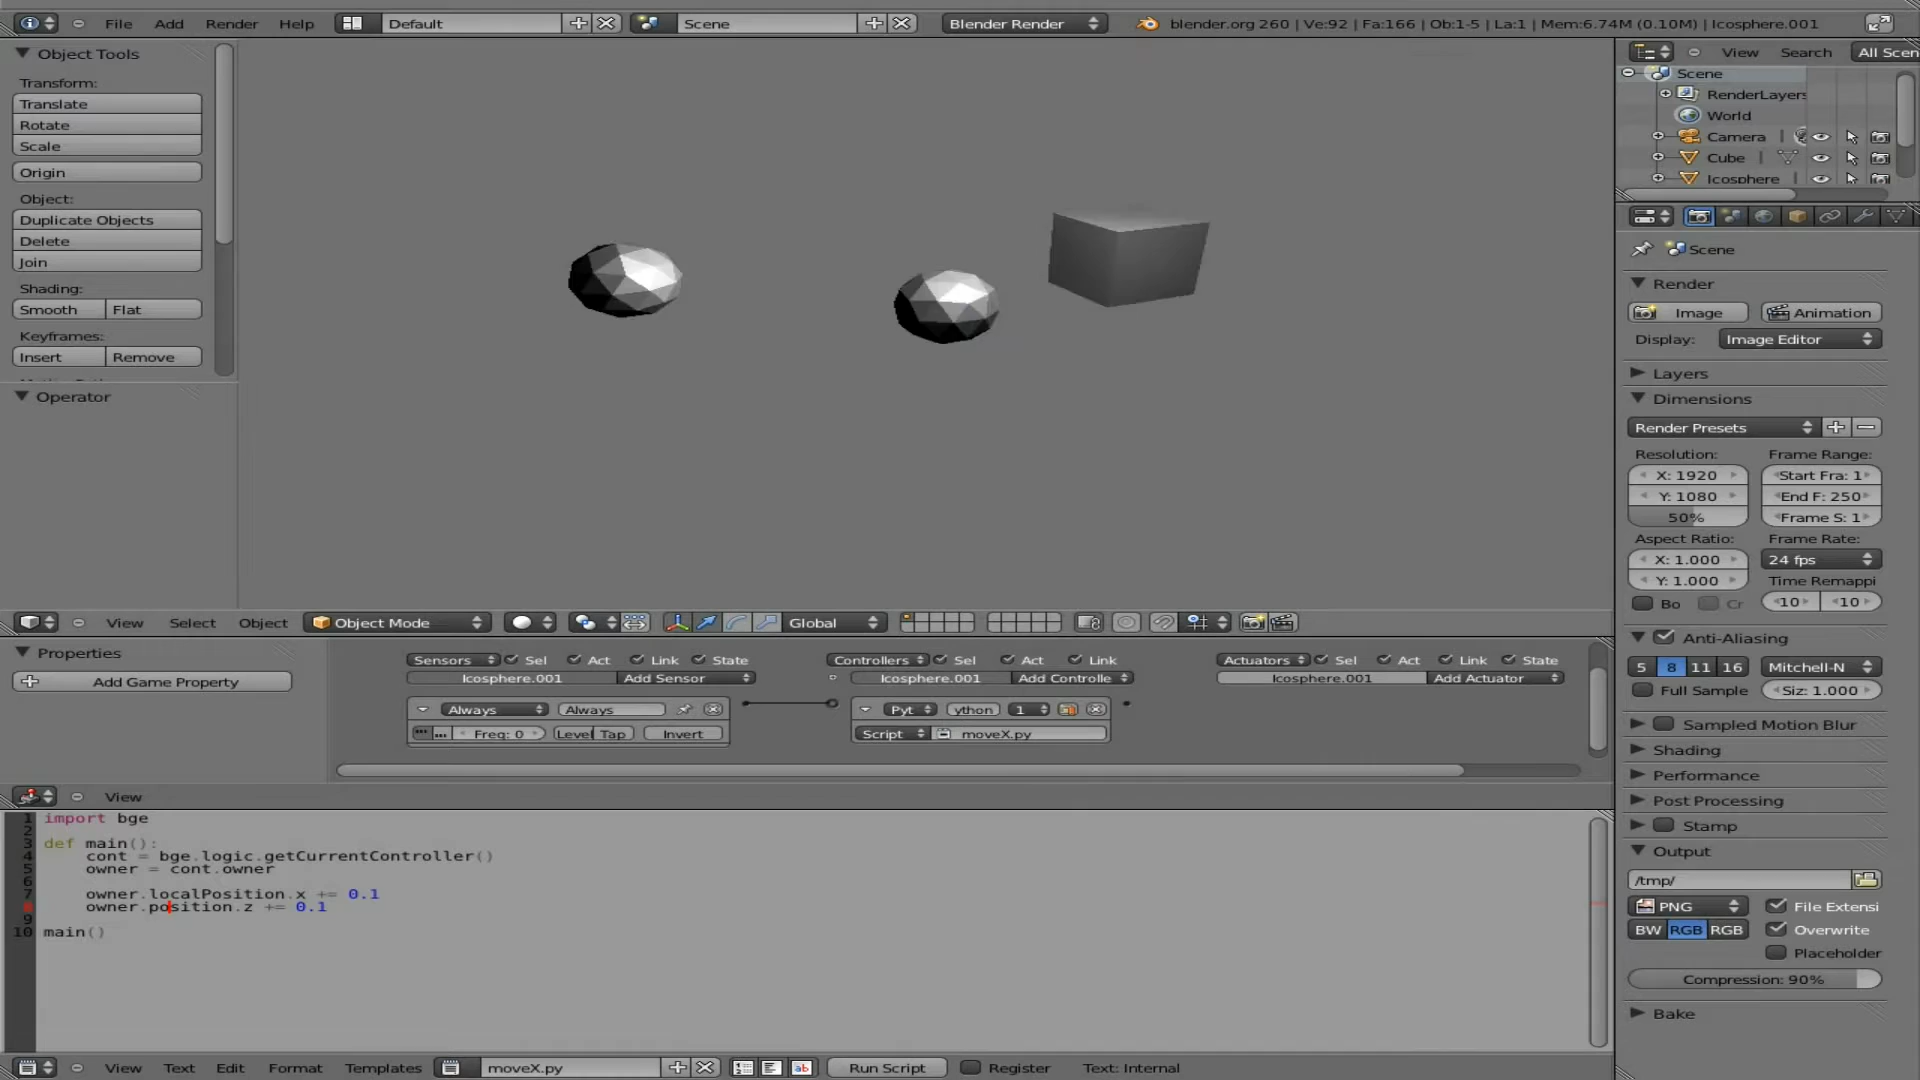 File Add Render Help Default Scene Blender Render blender.org 260 | Ve:92 | Fa:166 | Ob:1-5 | La:1 | Mem:6.74M (0.10M) | Icosphere.001
Object Tools
Transform:
Translate
Rotate
Scale
Origin
Object:
Duplicate Objects
Delete
Join
Shading:
Smooth Flat
Keyframes:
Insert Remove
Operator
View Search All Scen
Scene
RenderLayers
World
Camera
Cube
Icosphere
Scene
Render
Image Animation
Display: Image Editor
Layers
Dimensions
Render Presets
Resolution: Frame Range:
X: 1920 Start Fra: 1
Y: 1080 End F: 250
50% Frame S: 1
Aspect Ratio: Frame Rate:
X: 1.000 24 fps
Y: 1.000 Time Remappi
Bo Cr 10 10
Anti-Aliasing
5 8 11 16 Mitchell-N
Full Sample Siz: 1.000
Sampled Motion Blur
Shading
Performance
Post Processing
Stamp
Output
/tmp/
PNG File Extensi
BW RGB RGB Overwrite
Placeholder
Compression: 90%
Bake
View Select Object Object Mode Global
Properties
Add Game Property
Sensors Sel Act Link State Controllers Sel Act Link Actuators Sel Act Link State
Icosphere.001 Add Sensor Icosphere.001 Add Controlle Icosphere.001 Add Actuator
Always Always Pyt ython 1
Freq: 0 Level Tap Invert Script moveX.py
View
1 import bge
2
3 def main():
4 cont = bge.logic.getCurrentController()
5 owner = cont.owner
6
7 owner.localPosition.x += 0.1
8 owner.position.z += 0.1
9
10 main()
View Text Edit Format Templates moveX.py Run Script Register Text: Internal